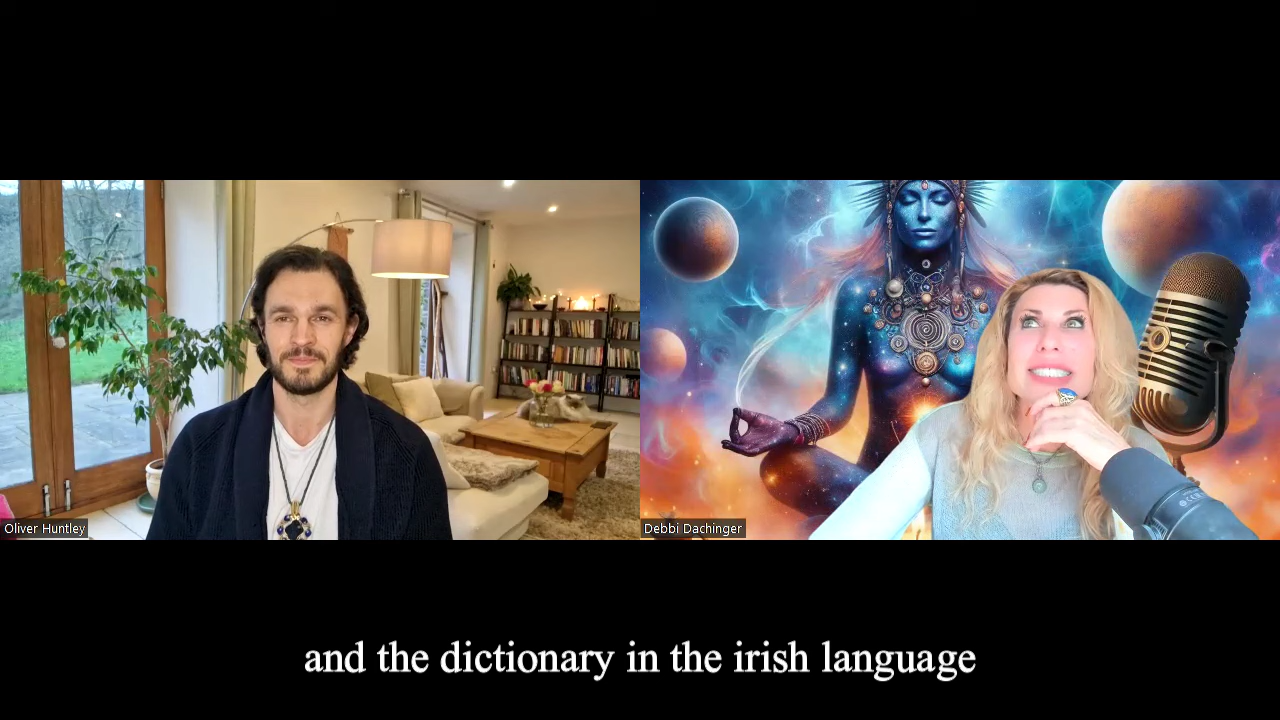 Oliver Huntley
Debbi Dachinger
and the dictionary in the irish language